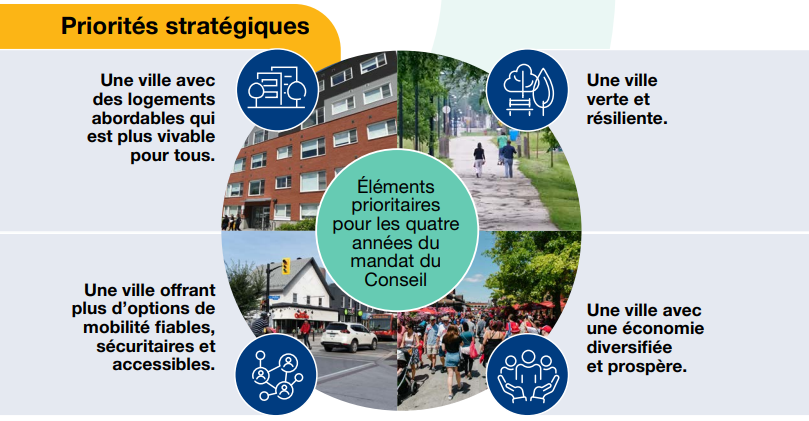 Priorités stratégiques
Une ville avec
des logements
abordables qui
est plus vivable
pour tous.
Une ville
verte et
résiliente.
Éléments
prioritaires
pour les quatre
années du
mandat du
Conseil
Une ville offrant
plus d’options de
mobilité fiables,
sécuritaires et
accessibles.
Une ville avec
une économie
diversifiée
et prospère.